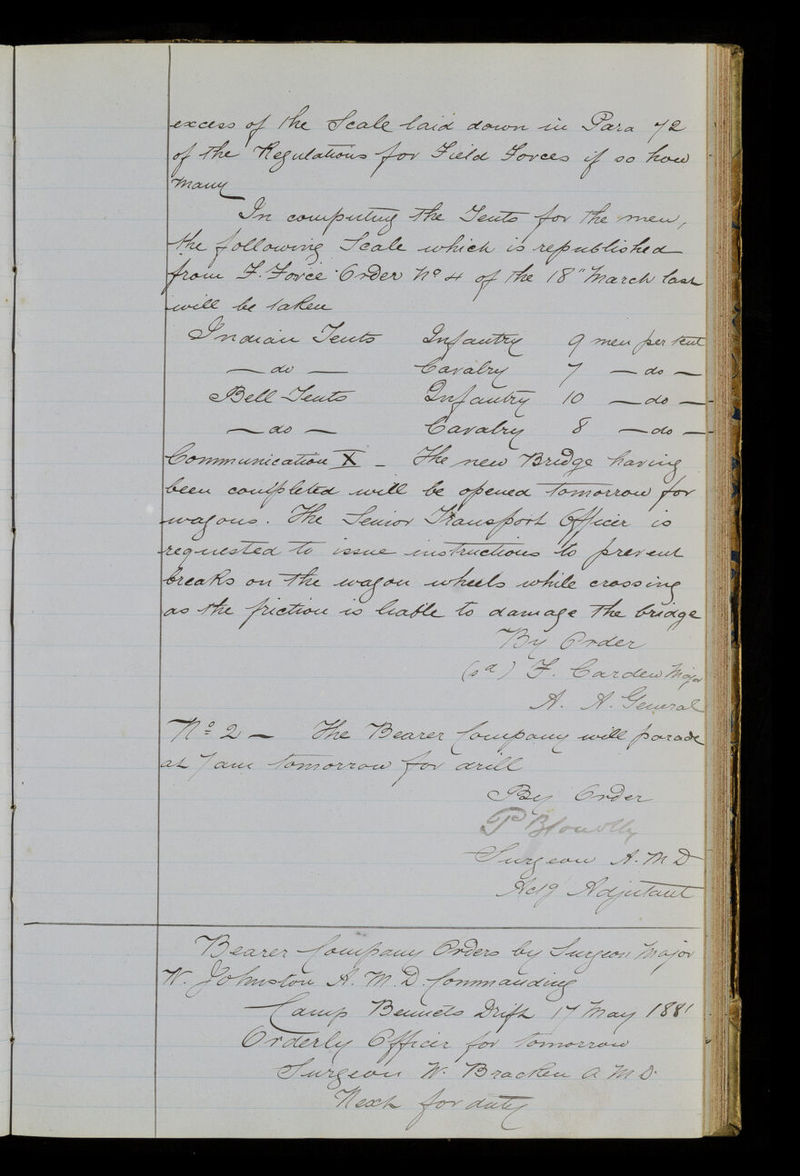 excess of the Scale laid down in Para 72
of the Regulations for Field Forces if so how
many
In computing the Tents for the men,
the following Scale which is republished
from F. Force Order No 4 of the 18" March last
will be taken
Indian Tents Infantry 9 men per tent
— do — Cavalry 7 — do —
Bell Tents Infantry 10 — do —
— do — Cavalry 8 — do —
Communication X – The new Bridge having
been completed will be opened tomorrow for
wagons. The Senior Transport Officer is
requested to issue instructions to prevent
breaks on the wagon wheels while crossing
as the friction is liable to damage the bridge
By Order
(sd) F. Carden Major
A. A. General
No 2 – The Bearer Company will parade
at 7 am tomorrow for drill
By Order
P B Conolly
Surgeon A. M D
Actg Adjutant
Bearer Company Orders by Surgeon Major
W. Johnston A. M. D. Commanding
Camp Bennets Drift 17 May 1881
Orderly Officer for tomorrow
Surgeon W. Bracken A M D.
Next for duty